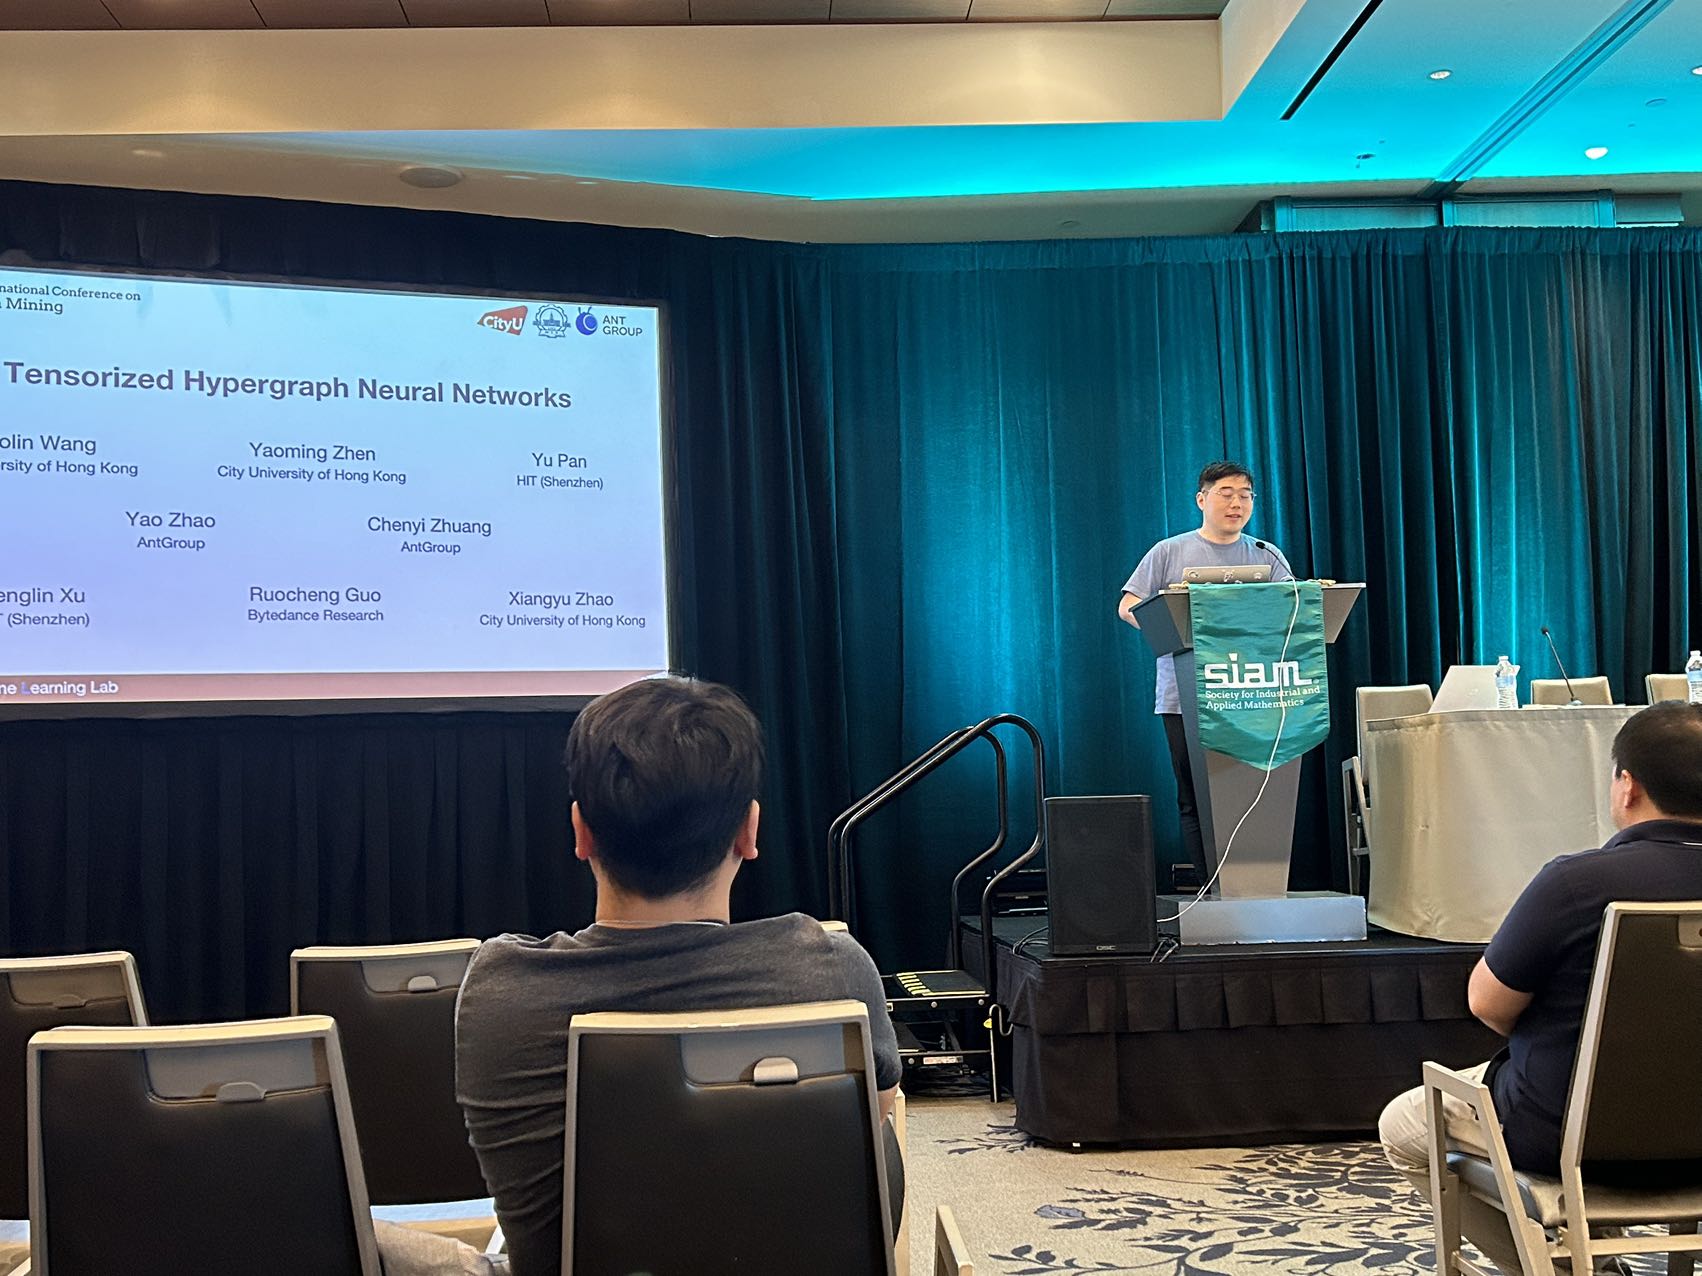 national Conference on
Mining
CityU
ANT
GROUP
Tensorized Hypergraph Neural Networks
olin Wang
Yaoming Zhen
Yu Pan
rsity of Hong Kong
City University of Hong Kong
HIT (Shenzhen)
Yao Zhao
Chenyi Zhuang
AntGroup
AntGroup
englin Xu
Ruocheng Guo
Xiangyu Zhao
(Shenzhen)
Bytedance Research
City University of Hong Kong
ne Learning Lab
siam
Society for Industrial and
Applied Mathematics
QSC